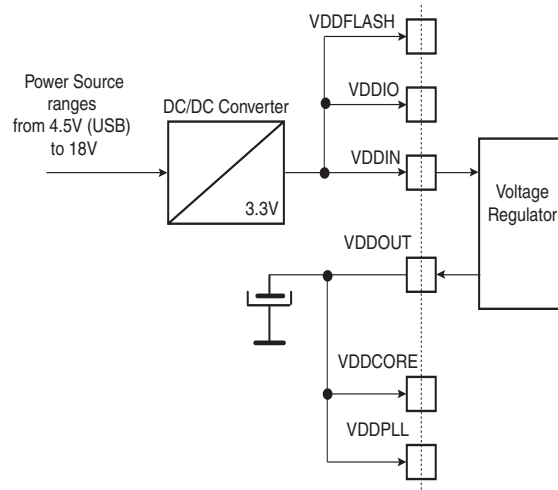 VDDFLASH
Power Source
ranges
from 4.5V (USB)
to 18V
DC/DC Converter
VDDIO
VDDIN
3.3V
Voltage
Regulator
VDDOUT
VDDCORE
VDDPLL